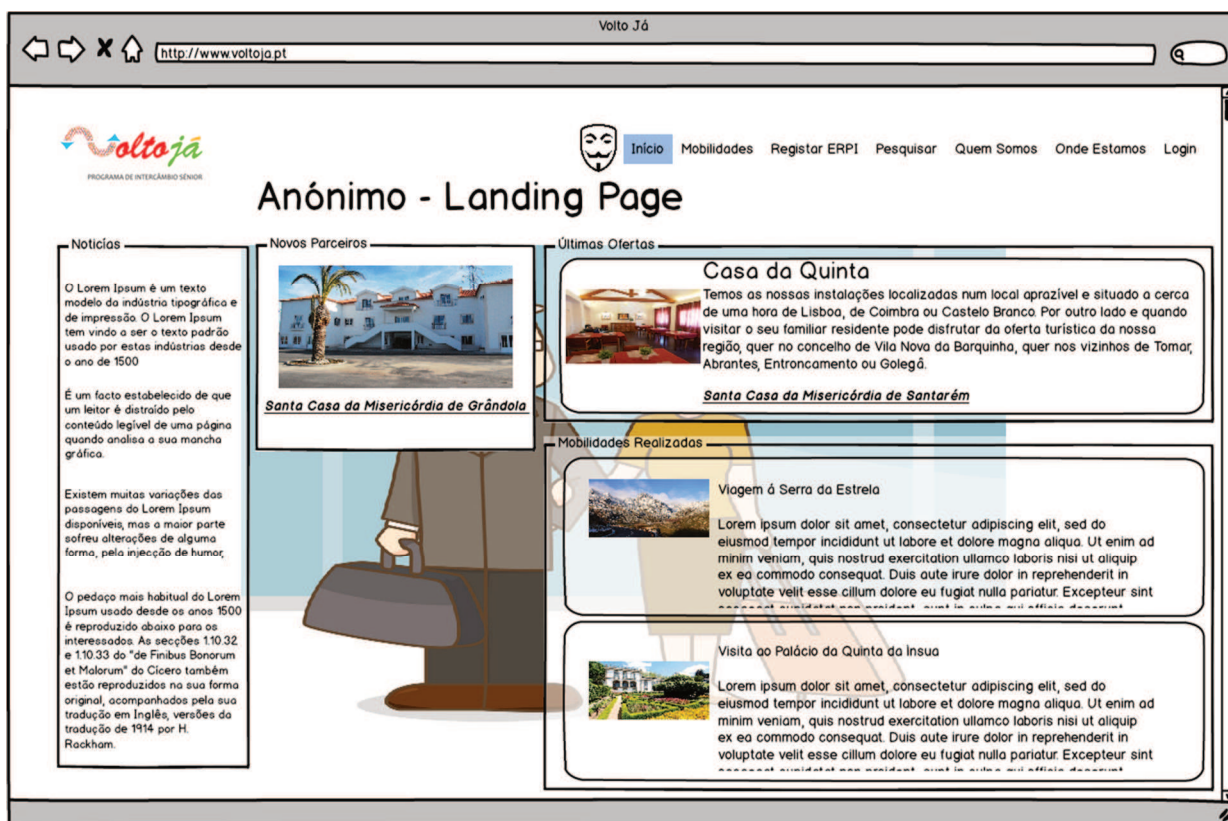 Volto Já
http://www.voltoja.pt
Volto já
PROGRAMA DE INTERCÂMBIO SÉNIOR
Início Mobilidades Registar ERPI Pesquisar Quem Somos Onde Estamos Login
Anónimo - Landing Page
Notícias
O Lorem Ipsum é um texto
modelo da indústria tipográfica e
de impressão. O Lorem Ipsum
tem vindo a ser o texto padrão
usado por estas indústrias desde
o ano de 1500
É um facto estabelecido de que
um leitor é distraído pelo
conteúdo legível de uma página
quando analisa a sua mancha
gráfica.
Existem muitas variações das
passagens do Lorem Ipsum
disponíveis, mas a maior parte
sofreu alterações de alguma
forma, pela injecção de humor,
O pedaço mais habitual do Lorem
Ipsum usado desde os anos 1500
é reproduzido abaixo para os
interessados. As secções 1.10.32
e 1.10.33 do "de Finibus Bonorum
et Malorum" do Cícero também
estão reproduzidos na sua forma
original, acompanhados pela sua
tradução em Inglês, versões da
tradução de 1914 por H.
Rackham.
Novos Parceiros
Santa Casa da Misericórdia de Grândola
Últimas Ofertas
Casa da Quinta
Temos as nossas instalações localizadas num local aprazível e situado a cerca
de uma hora de Lisboa, de Coimbra ou Castelo Branco. Por outro lado e quando
visitar o seu familiar residente pode disfrutar da oferta turística da nossa
região, quer no concelho de Vila Nova da Barquinha, quer nos vizinhos de Tomar,
Abrantes, Entroncamento ou Golegã.
Santa Casa da Misericórdia de Santarém
Mobilidades Realizadas
Viagem á Serra da Estrela
Lorem ipsum dolor sit amet, consectetur adipiscing elit, sed do
eiusmod tempor incididunt ut labore et dolore magna aliqua. Ut enim ad
minim veniam, quis nostrud exercitation ullamco laboris nisi ut aliquip
ex ea commodo consequat. Duis aute irure dolor in reprehenderit in
voluptate velit esse cillum dolore eu fugiat nulla pariatur. Excepteur sint
Visita ao Palácio da Quinta da Ínsua
Lorem ipsum dolor sit amet, consectetur adipiscing elit, sed do
eiusmod tempor incididunt ut labore et dolore magna aliqua. Ut enim ad
minim veniam, quis nostrud exercitation ullamco laboris nisi ut aliquip
ex ea commodo consequat. Duis aute irure dolor in reprehenderit in
voluptate velit esse cillum dolore eu fugiat nulla pariatur. Excepteur sint